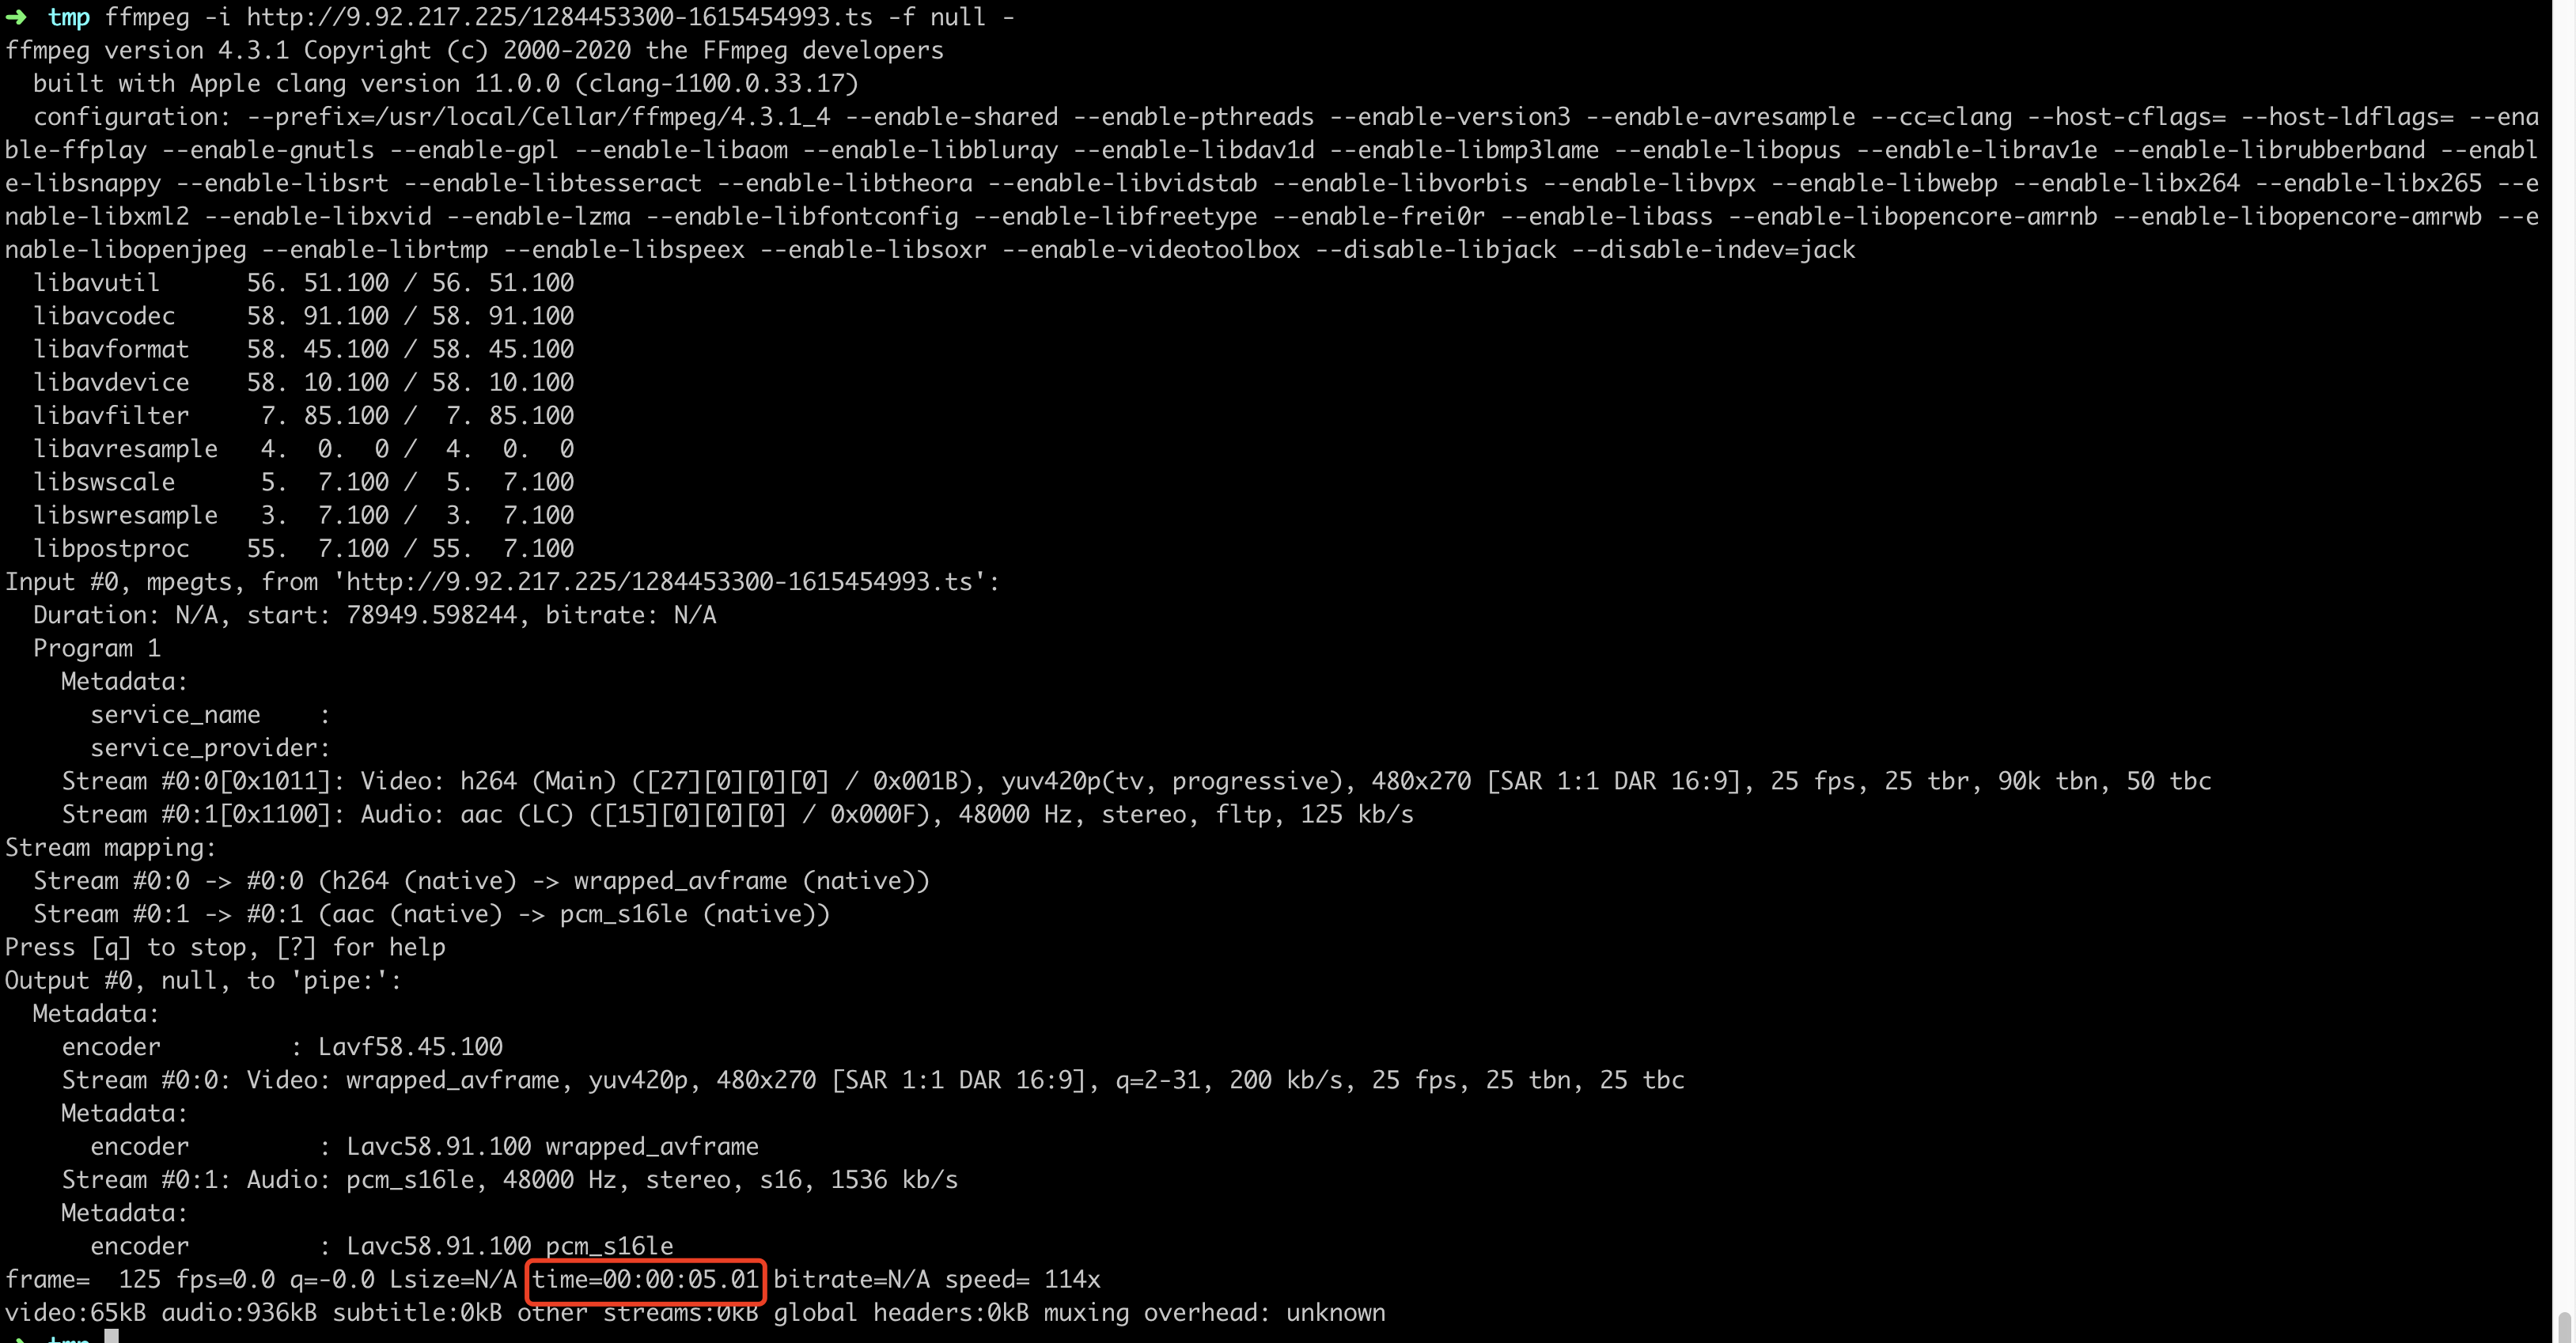 ➜  tmp ffmpeg -i http://9.92.217.225/1284453300-1615454993.ts -f null -
ffmpeg version 4.3.1 Copyright (c) 2000-2020 the FFmpeg developers
  built with Apple clang version 11.0.0 (clang-1100.0.33.17)
  configuration: --prefix=/usr/local/Cellar/ffmpeg/4.3.1_4 --enable-shared --enable-pthreads --enable-version3 --enable-avresample --cc=clang --host-cflags= --host-ldflags= --ena
ble-ffplay --enable-gnutls --enable-gpl --enable-libaom --enable-libbluray --enable-libdav1d --enable-libmp3lame --enable-libopus --enable-librav1e --enable-librubberband --enabl
e-libsnappy --enable-libsrt --enable-libtesseract --enable-libtheora --enable-libvidstab --enable-libvorbis --enable-libvpx --enable-libwebp --enable-libx264 --enable-libx265 --e
nable-libxml2 --enable-libxvid --enable-lzma --enable-libfontconfig --enable-libfreetype --enable-frei0r --enable-libass --enable-libopencore-amrnb --enable-libopencore-amrwb --e
nable-libopenjpeg --enable-librtmp --enable-libspeex --enable-libsoxr --enable-videotoolbox --disable-libjack --disable-indev=jack
  libavutil      56. 51.100 / 56. 51.100
  libavcodec     58. 91.100 / 58. 91.100
  libavformat    58. 45.100 / 58. 45.100
  libavdevice    58. 10.100 / 58. 10.100
  libavfilter     7. 85.100 /  7. 85.100
  libavresample   4.  0.  0 /  4.  0.  0
  libswscale      5.  7.100 /  5.  7.100
  libswresample   3.  7.100 /  3.  7.100
  libpostproc    55.  7.100 / 55.  7.100
Input #0, mpegts, from 'http://9.92.217.225/1284453300-1615454993.ts':
  Duration: N/A, start: 78949.598244, bitrate: N/A
  Program 1
    Metadata:
      service_name    :
      service_provider:
    Stream #0:0[0x1011]: Video: h264 (Main) ([27][0][0][0] / 0x001B), yuv420p(tv, progressive), 480x270 [SAR 1:1 DAR 16:9], 25 fps, 25 tbr, 90k tbn, 50 tbc
    Stream #0:1[0x1100]: Audio: aac (LC) ([15][0][0][0] / 0x000F), 48000 Hz, stereo, fltp, 125 kb/s
Stream mapping:
  Stream #0:0 -> #0:0 (h264 (native) -> wrapped_avframe (native))
  Stream #0:1 -> #0:1 (aac (native) -> pcm_s16le (native))
Press [q] to stop, [?] for help
Output #0, null, to 'pipe:':
  Metadata:
    encoder         : Lavf58.45.100
    Stream #0:0: Video: wrapped_avframe, yuv420p, 480x270 [SAR 1:1 DAR 16:9], q=2-31, 200 kb/s, 25 fps, 25 tbn, 25 tbc
    Metadata:
      encoder         : Lavc58.91.100 wrapped_avframe
    Stream #0:1: Audio: pcm_s16le, 48000 Hz, stereo, s16, 1536 kb/s
    Metadata:
      encoder         : Lavc58.91.100 pcm_s16le
frame=  125 fps=0.0 q=-0.0 Lsize=N/A time=00:00:05.01 bitrate=N/A speed= 114x
video:65kB audio:936kB subtitle:0kB other streams:0kB global headers:0kB muxing overhead: unknown
➜  tmp